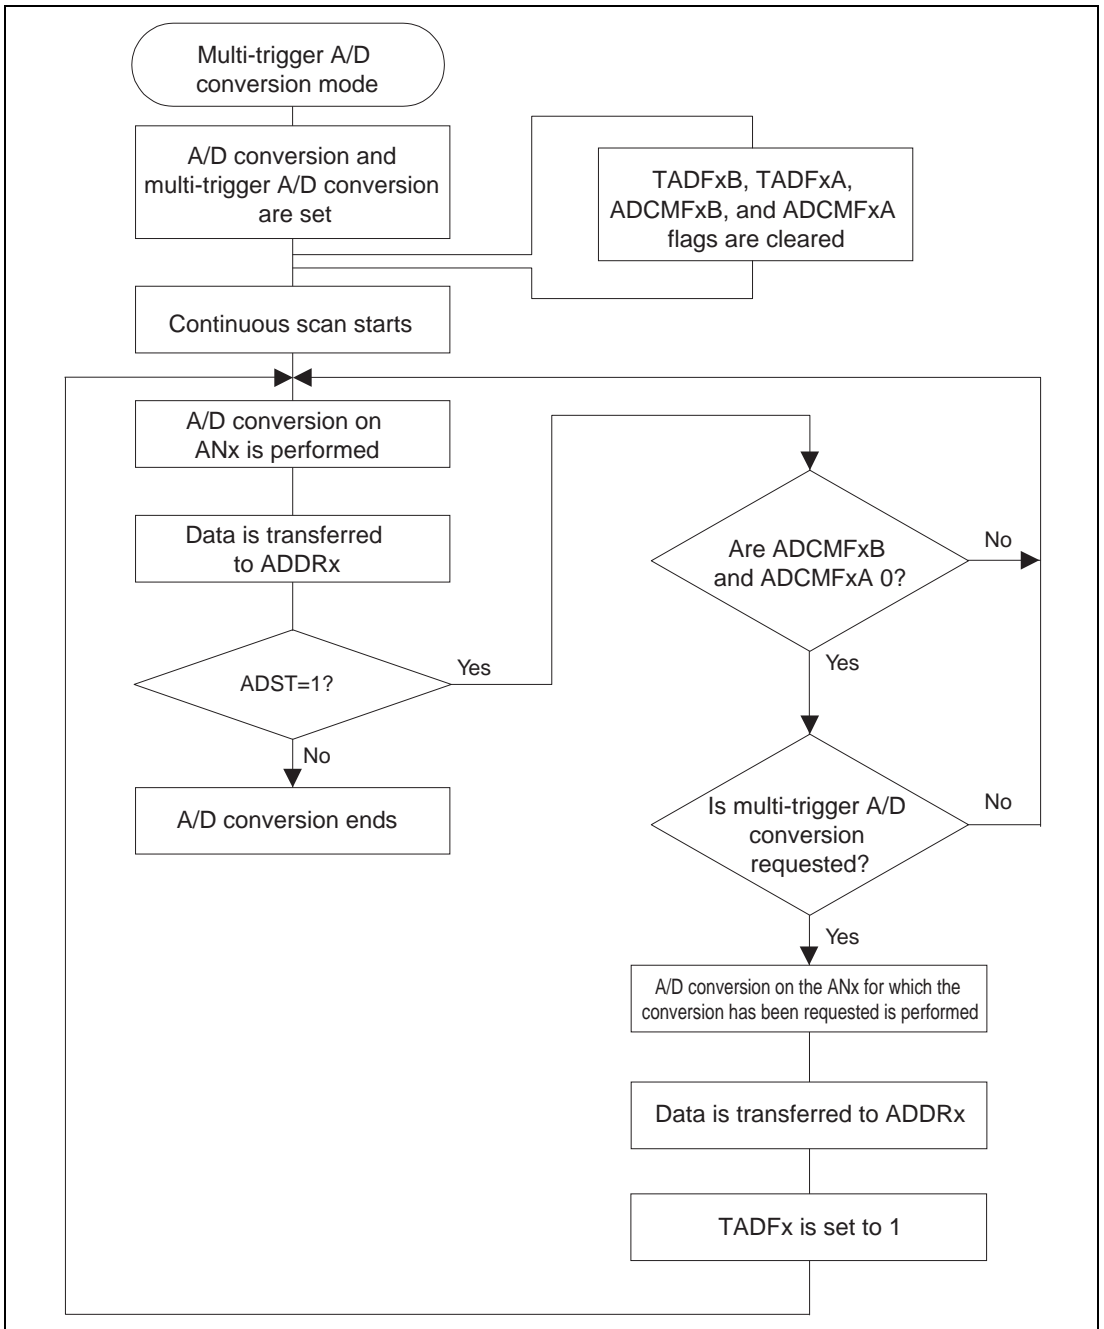 Multi-trigger A/D
conversion mode
A/D conversion and
multi-trigger A/D conversion
are set
TADFxB, TADFxA,
ADCMFxB, and ADCMFxA
flags are cleared
Continuous scan starts
A/D conversion on
ANx is performed
Data is transferred
to ADDRx
ADST=1?
Yes
No
A/D conversion ends
Are ADCMFxB
and ADCMFxA 0?
No
Yes
Is multi-trigger A/D
conversion
requested?
No
Yes
A/D conversion on the ANx for which the
conversion has been requested is performed
Data is transferred to ADDRx
TADFx is set to 1